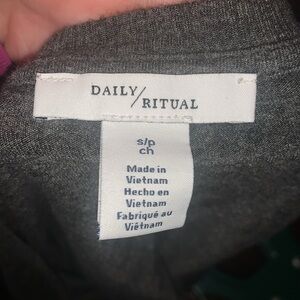 DAILY/
RITUAL
s/p
ch
Made in
Vietnam
Hecho en
Vietnam
Fabriqué au
Viêtnam